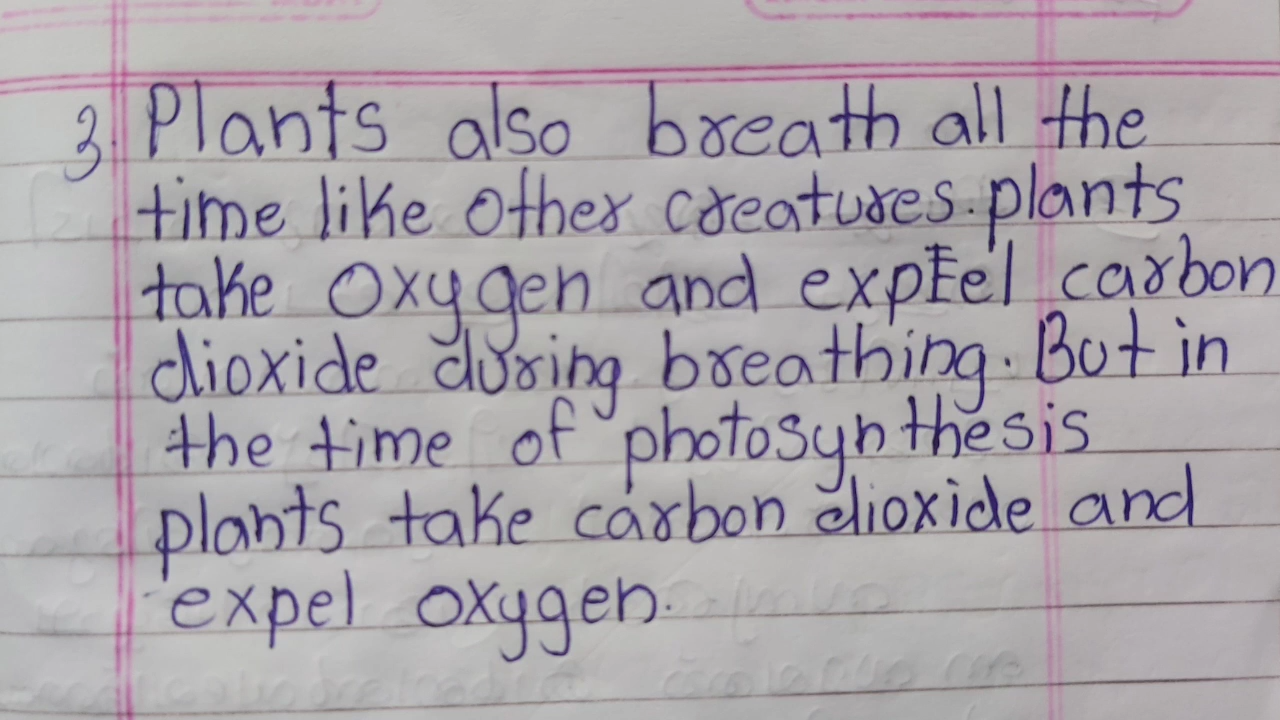 3. Plants also breath all the
time like other creatures. plants
take oxygen and expel carbon
dioxide during breathing. But in
the time of photosynthesis
plants take carbon dioxide and
expel oxygen.